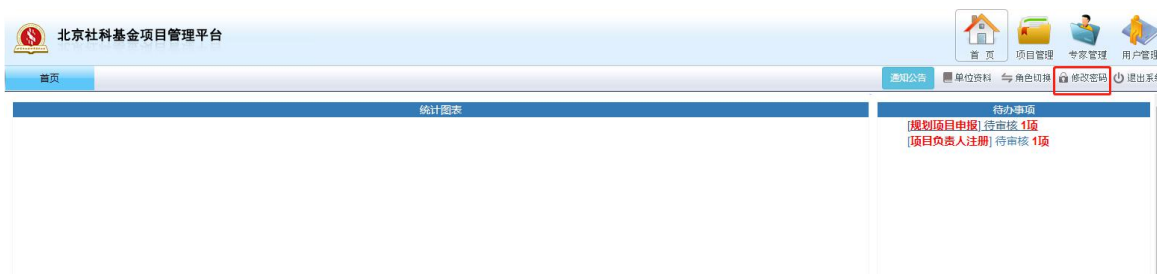 北京社科基金项目管理平台
首 页 项目管理 专家管理 用户管理
首页 通知公告 单位资料 角色切换 修改密码 退出系统
统计图表 待办事项
[规划项目申报] 待审核 1项
[项目负责人注册] 待审核 1项